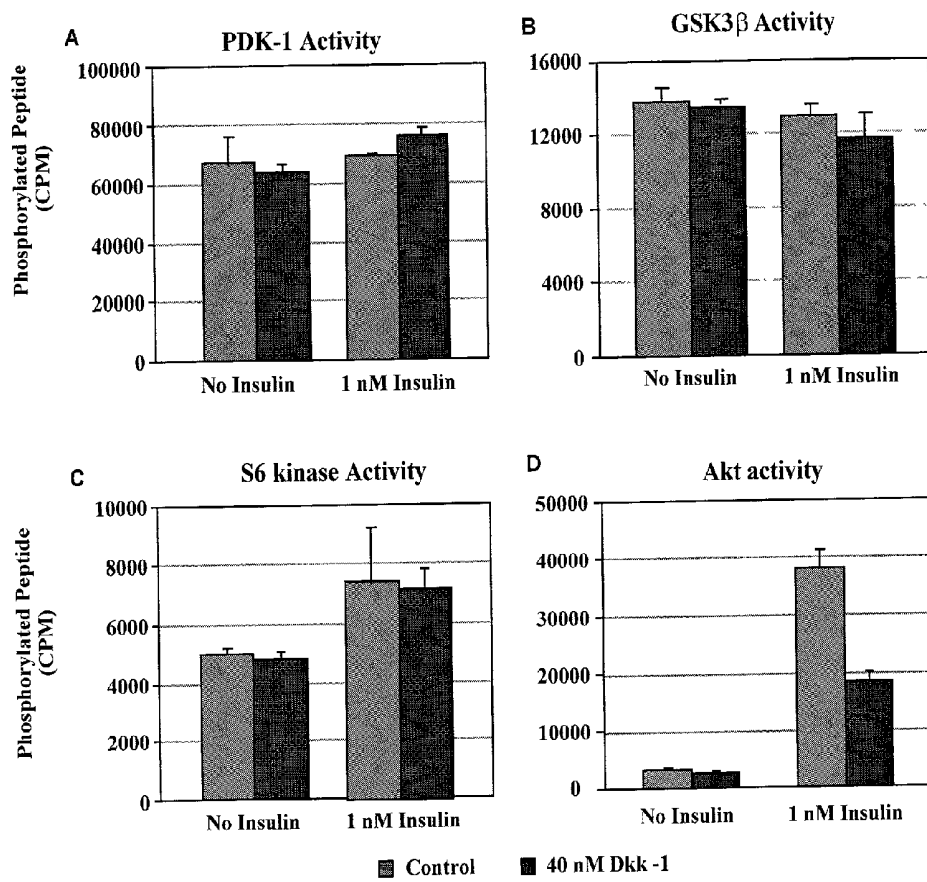 A
PDK-1 Activity
100000
80000
60000
40000
20000
0
Phosphorylated Peptide
(CPM)
No Insulin
1 nM Insulin
B
GSK3β Activity
16000
12000
8000
4000
0
No Insulin
1 nM Insulin
C
S6 kinase Activity
10000
8000
6000
4000
2000
0
Phosphorylated Peptide
(CPM)
No Insulin
1 nM Insulin
D
Akt activity
50000
40000
30000
20000
10000
0
No Insulin
1 nM Insulin
Control
40 nM Dkk -1